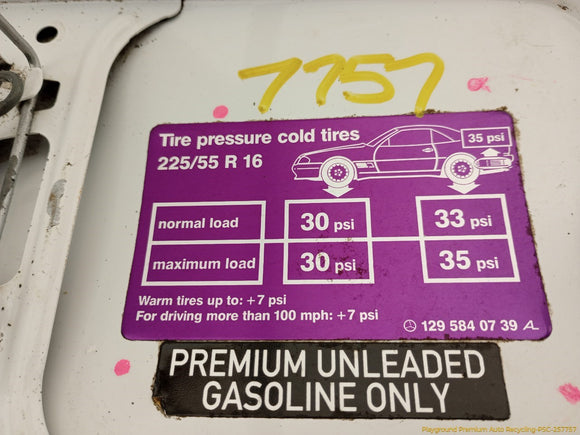 7757
Tire pressure cold tires
225/55 R 16
35 psi
normal load 30 psi 33 psi
maximum load 30 psi 35 psi
Warm tires up to: +7 psi
For driving more than 100 mph: +7 psi
129 584 07 39 A
PREMIUM UNLEADED
GASOLINE ONLY
Playground Premium Auto Recycling-PSC-257757